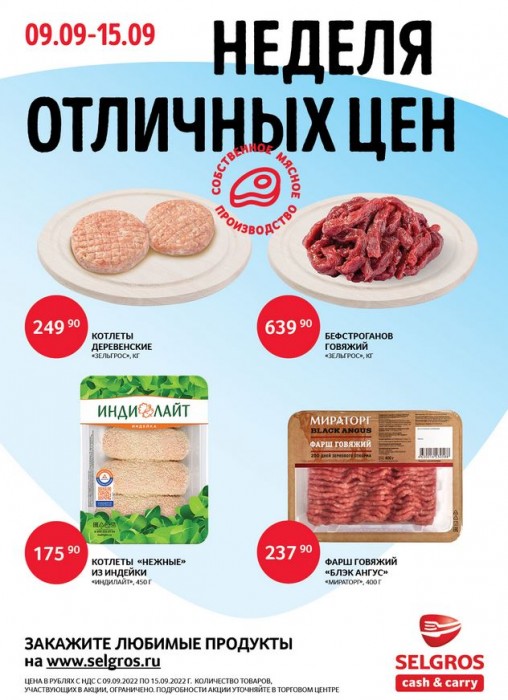 09.09-15.09
НЕДЕЛЯ
ОТЛИЧНЫХ ЦЕН
СОБСТВЕННОЕ МЯСНОЕ
ПРОИЗВОДСТВО
249 90
КОТЛЕТЫ
ДЕРЕВЕНСКИЕ
«ЗЕЛЬГРОС», КГ
639 90
БЕФСТРОГАНОВ
ГОВЯЖИЙ
«ЗЕЛЬГРОС», КГ
ИНДИЛАЙТ
ИНДЕЙКА
175 90
КОТЛЕТЫ «НЕЖНЫЕ»
ИЗ ИНДЕЙКИ
«ИНДИЛАЙТ», 450 Г
МИРАТОРГ
BLACK ANGUS
ФАРШ ГОВЯЖИЙ
237 90
ФАРШ ГОВЯЖИЙ
«БЛЭК АНГУС»
«МИРАТОРГ», 400 Г
ЗАКАЖИТЕ ЛЮБИМЫЕ ПРОДУКТЫ
на www.selgros.ru
ЦЕНА В РУБЛЯХ С НДС С 09.09.2022 ПО 15.09.2022 Г. КОЛИЧЕСТВО ТОВАРОВ,
УЧАСТВУЮЩИХ В АКЦИИ, ОГРАНИЧЕНО. ПОДРОБНОСТИ АКЦИИ УТОЧНЯЙТЕ В ТОРГОВОМ ЦЕНТРЕ
SELGROS
cash & carry